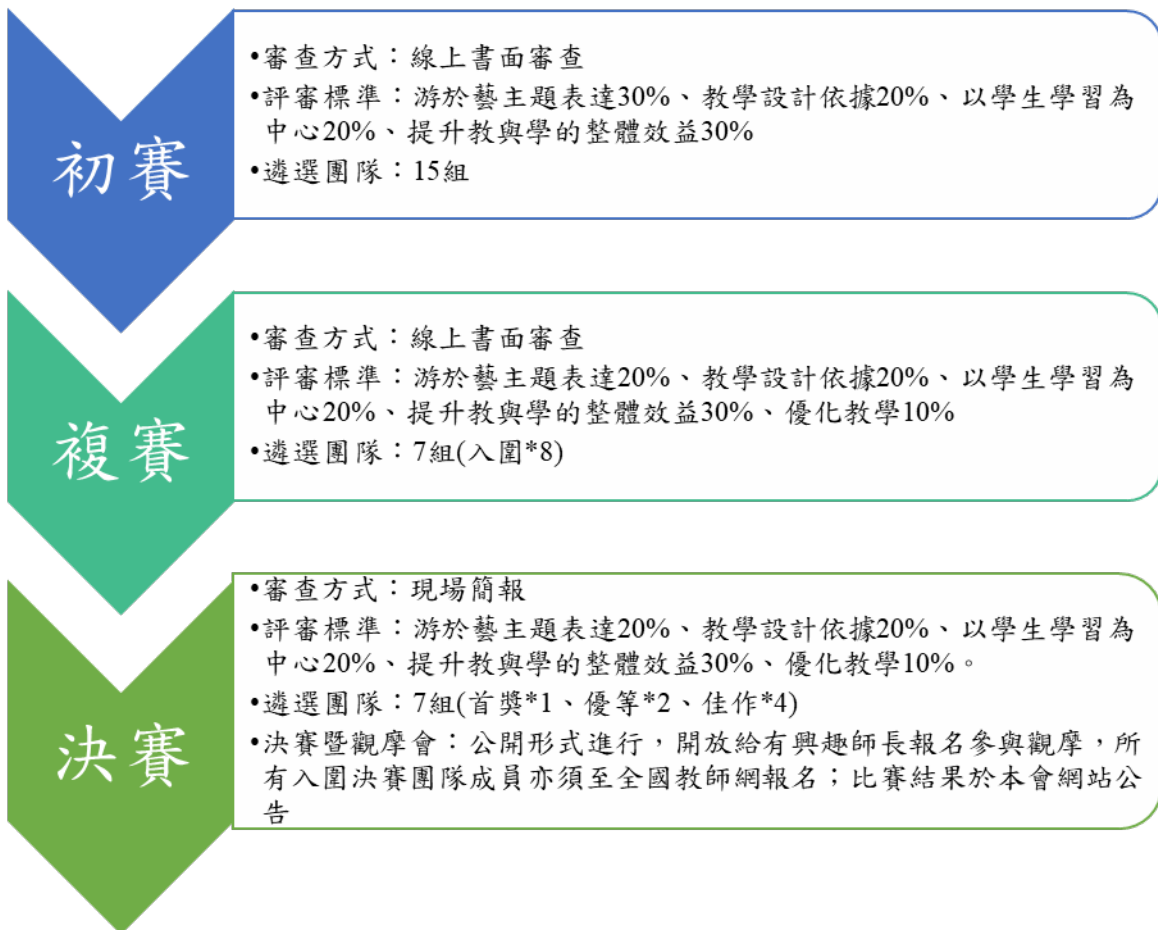 初賽
•審查方式：線上書面審查
•評審標準：游於藝主題表達30%、教學設計依據20%、以學生學習為
中心20%、提升教與學的整體效益30%
•遴選團隊：15組
複賽
•審查方式：線上書面審查
•評審標準：游於藝主題表達20%、教學設計依據20%、以學生學習為
中心20%、提升教與學的整體效益30%、優化教學10%
•遴選團隊：7組(入圍*8)
決賽
•審查方式：現場簡報
•評審標準：游於藝主題表達20%、教學設計依據20%、以學生學習為
中心20%、提升教與學的整體效益30%、優化教學10%。
•遴選團隊：7組(首獎*1、優等*2、佳作*4)
•決賽暨觀摩會：公開形式進行，開放給有興趣師長報名參與觀摩，所
有入圍決賽團隊成員亦須至全國教師網報名；比賽結果於本會網站公
告